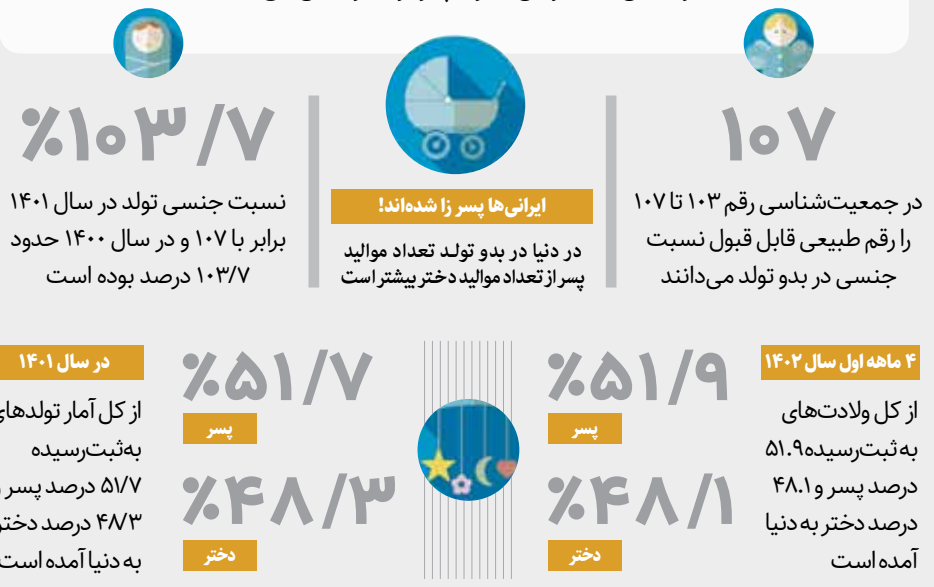 ۱۰۷
در جمعیت‌شناسی رقم ۱۰۳ تا ۱۰۷
را رقم طبیعی قابل قبول نسبت
جنسی در بدو تولد می‌دانند
ایرانی‌ها پسر زا شده‌اند!
در دنیا در بدو تولد تعداد موالید
پسر از تعداد موالید دختر بیشتر است
%۱۰۳/۷
نسبت جنسی تولد در سال ۱۴۰۱
برابر با ۱۰۷ و در سال ۱۴۰۰ حدود
۱۰۳/۷ درصد بوده است
۴ ماهه اول سال ۱۴۰۲
از کل ولادت‌های
به‌ثبت‌رسیده۵۱.۹
درصد پسر و ۴۸.۱
درصد دختر به دنیا
آمده است
%۵۱/۹
پسر
%۴۸/۱
دختر
%۵۱/۷
پسر
%۴۸/۳
دختر
در سال ۱۴۰۱
از کل آمار تولدهای
به‌ثبت‌رسیده
۵۱/۷ درصد پسر و
۴۸/۳ درصد دختر
به دنیا آمده است